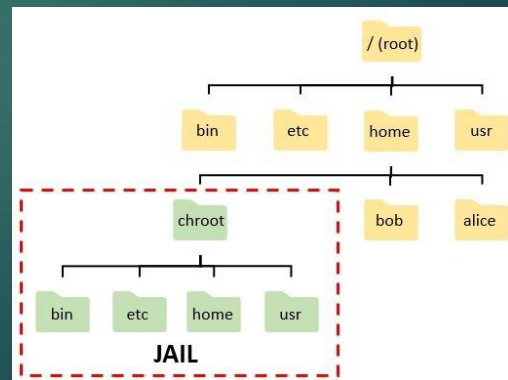 / (root)
bin etc home usr
chroot bob alice
bin etc home usr
JAIL